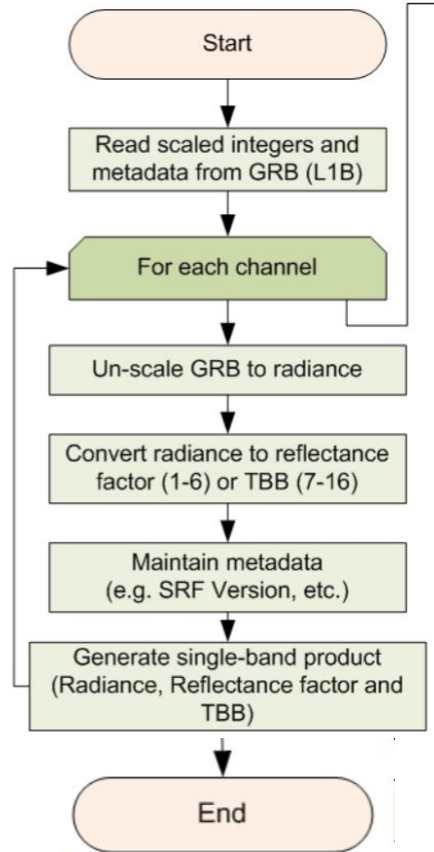 Start
Read scaled integers and
metadata from GRB (L1B)
For each channel
Un-scale GRB to radiance
Convert radiance to reflectance
factor (1-6) or TBB (7-16)
Maintain metadata
(e.g. SRF Version, etc.)
Generate single-band product
(Radiance, Reflectance factor and
TBB)
End